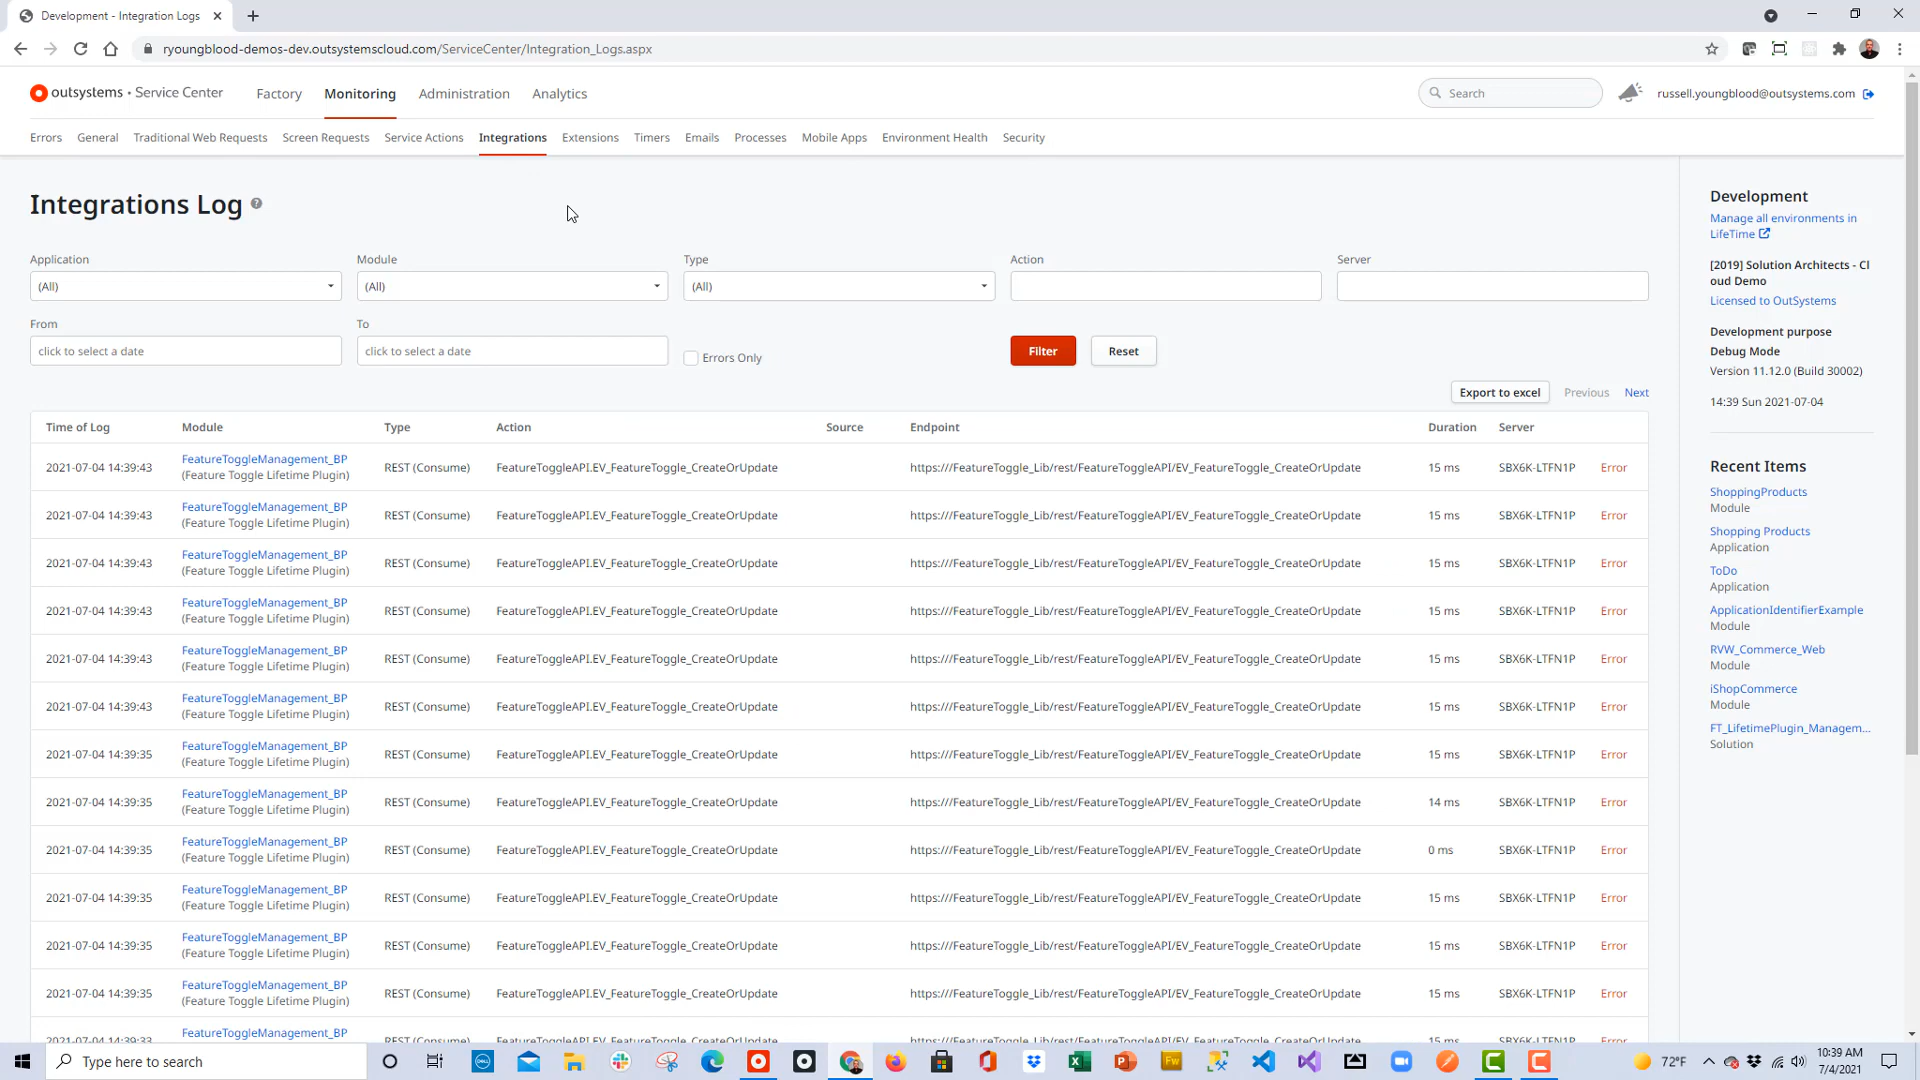 Development - Integration Logs
ryoungblood-demos-dev.outsystemscloud.com/ServiceCenter/Integration_Logs.aspx
outsystems • Service Center Factory Monitoring Administration Analytics Search russell.youngblood@outsystems.com
Errors General Traditional Web Requests Screen Requests Service Actions Integrations Extensions Timers Emails Processes Mobile Apps Environment Health Security
Integrations Log
Application Module Type Action Server
(All) (All) (All)
From To
click to select a date click to select a date Errors Only Filter Reset
Export to excel Previous Next
Time of Log Module Type Action Source Endpoint Duration Server
2021-07-04 14:39:43 FeatureToggleManagement_BP REST (Consume) FeatureToggleAPI.EV_FeatureToggle_CreateOrUpdate https:///FeatureToggle_Lib/rest/FeatureToggleAPI/EV_FeatureToggle_CreateOrUpdate 15 ms SBX6K-LTFN1P Error
(Feature Toggle Lifetime Plugin)
2021-07-04 14:39:43 FeatureToggleManagement_BP REST (Consume) FeatureToggleAPI.EV_FeatureToggle_CreateOrUpdate https:///FeatureToggle_Lib/rest/FeatureToggleAPI/EV_FeatureToggle_CreateOrUpdate 15 ms SBX6K-LTFN1P Error
(Feature Toggle Lifetime Plugin)
2021-07-04 14:39:43 FeatureToggleManagement_BP REST (Consume) FeatureToggleAPI.EV_FeatureToggle_CreateOrUpdate https:///FeatureToggle_Lib/rest/FeatureToggleAPI/EV_FeatureToggle_CreateOrUpdate 15 ms SBX6K-LTFN1P Error
(Feature Toggle Lifetime Plugin)
2021-07-04 14:39:43 FeatureToggleManagement_BP REST (Consume) FeatureToggleAPI.EV_FeatureToggle_CreateOrUpdate https:///FeatureToggle_Lib/rest/FeatureToggleAPI/EV_FeatureToggle_CreateOrUpdate 15 ms SBX6K-LTFN1P Error
(Feature Toggle Lifetime Plugin)
2021-07-04 14:39:43 FeatureToggleManagement_BP REST (Consume) FeatureToggleAPI.EV_FeatureToggle_CreateOrUpdate https:///FeatureToggle_Lib/rest/FeatureToggleAPI/EV_FeatureToggle_CreateOrUpdate 15 ms SBX6K-LTFN1P Error
(Feature Toggle Lifetime Plugin)
2021-07-04 14:39:43 FeatureToggleManagement_BP REST (Consume) FeatureToggleAPI.EV_FeatureToggle_CreateOrUpdate https:///FeatureToggle_Lib/rest/FeatureToggleAPI/EV_FeatureToggle_CreateOrUpdate 15 ms SBX6K-LTFN1P Error
(Feature Toggle Lifetime Plugin)
2021-07-04 14:39:35 FeatureToggleManagement_BP REST (Consume) FeatureToggleAPI.EV_FeatureToggle_CreateOrUpdate https:///FeatureToggle_Lib/rest/FeatureToggleAPI/EV_FeatureToggle_CreateOrUpdate 15 ms SBX6K-LTFN1P Error
(Feature Toggle Lifetime Plugin)
2021-07-04 14:39:35 FeatureToggleManagement_BP REST (Consume) FeatureToggleAPI.EV_FeatureToggle_CreateOrUpdate https:///FeatureToggle_Lib/rest/FeatureToggleAPI/EV_FeatureToggle_CreateOrUpdate 14 ms SBX6K-LTFN1P Error
(Feature Toggle Lifetime Plugin)
2021-07-04 14:39:35 FeatureToggleManagement_BP REST (Consume) FeatureToggleAPI.EV_FeatureToggle_CreateOrUpdate https:///FeatureToggle_Lib/rest/FeatureToggleAPI/EV_FeatureToggle_CreateOrUpdate 0 ms SBX6K-LTFN1P Error
(Feature Toggle Lifetime Plugin)
2021-07-04 14:39:35 FeatureToggleManagement_BP REST (Consume) FeatureToggleAPI.EV_FeatureToggle_CreateOrUpdate https:///FeatureToggle_Lib/rest/FeatureToggleAPI/EV_FeatureToggle_CreateOrUpdate 15 ms SBX6K-LTFN1P Error
(Feature Toggle Lifetime Plugin)
2021-07-04 14:39:35 FeatureToggleManagement_BP REST (Consume) FeatureToggleAPI.EV_FeatureToggle_CreateOrUpdate https:///FeatureToggle_Lib/rest/FeatureToggleAPI/EV_FeatureToggle_CreateOrUpdate 15 ms SBX6K-LTFN1P Error
(Feature Toggle Lifetime Plugin)
2021-07-04 14:39:35 FeatureToggleManagement_BP REST (Consume) FeatureToggleAPI.EV_FeatureToggle_CreateOrUpdate https:///FeatureToggle_Lib/rest/FeatureToggleAPI/EV_FeatureToggle_CreateOrUpdate 15 ms SBX6K-LTFN1P Error
(Feature Toggle Lifetime Plugin)
FeatureToggleManagement_BP
Development
Manage all environments in
LifeTime
[2019] Solution Architects - Cl
oud Demo
Licensed to OutSystems
Development purpose
Debug Mode
Version 11.12.0 (Build 30002)
14:39 Sun 2021-07-04
Recent Items
ShoppingProducts
Module
Shopping Products
Application
ToDo
Application
ApplicationIdentifierExample
Module
RVW_Commerce_Web
Module
iShopCommerce
Module
FT_LifetimePlugin_Managem...
Solution
Type here to search
72°F
10:39 AM
7/4/2021